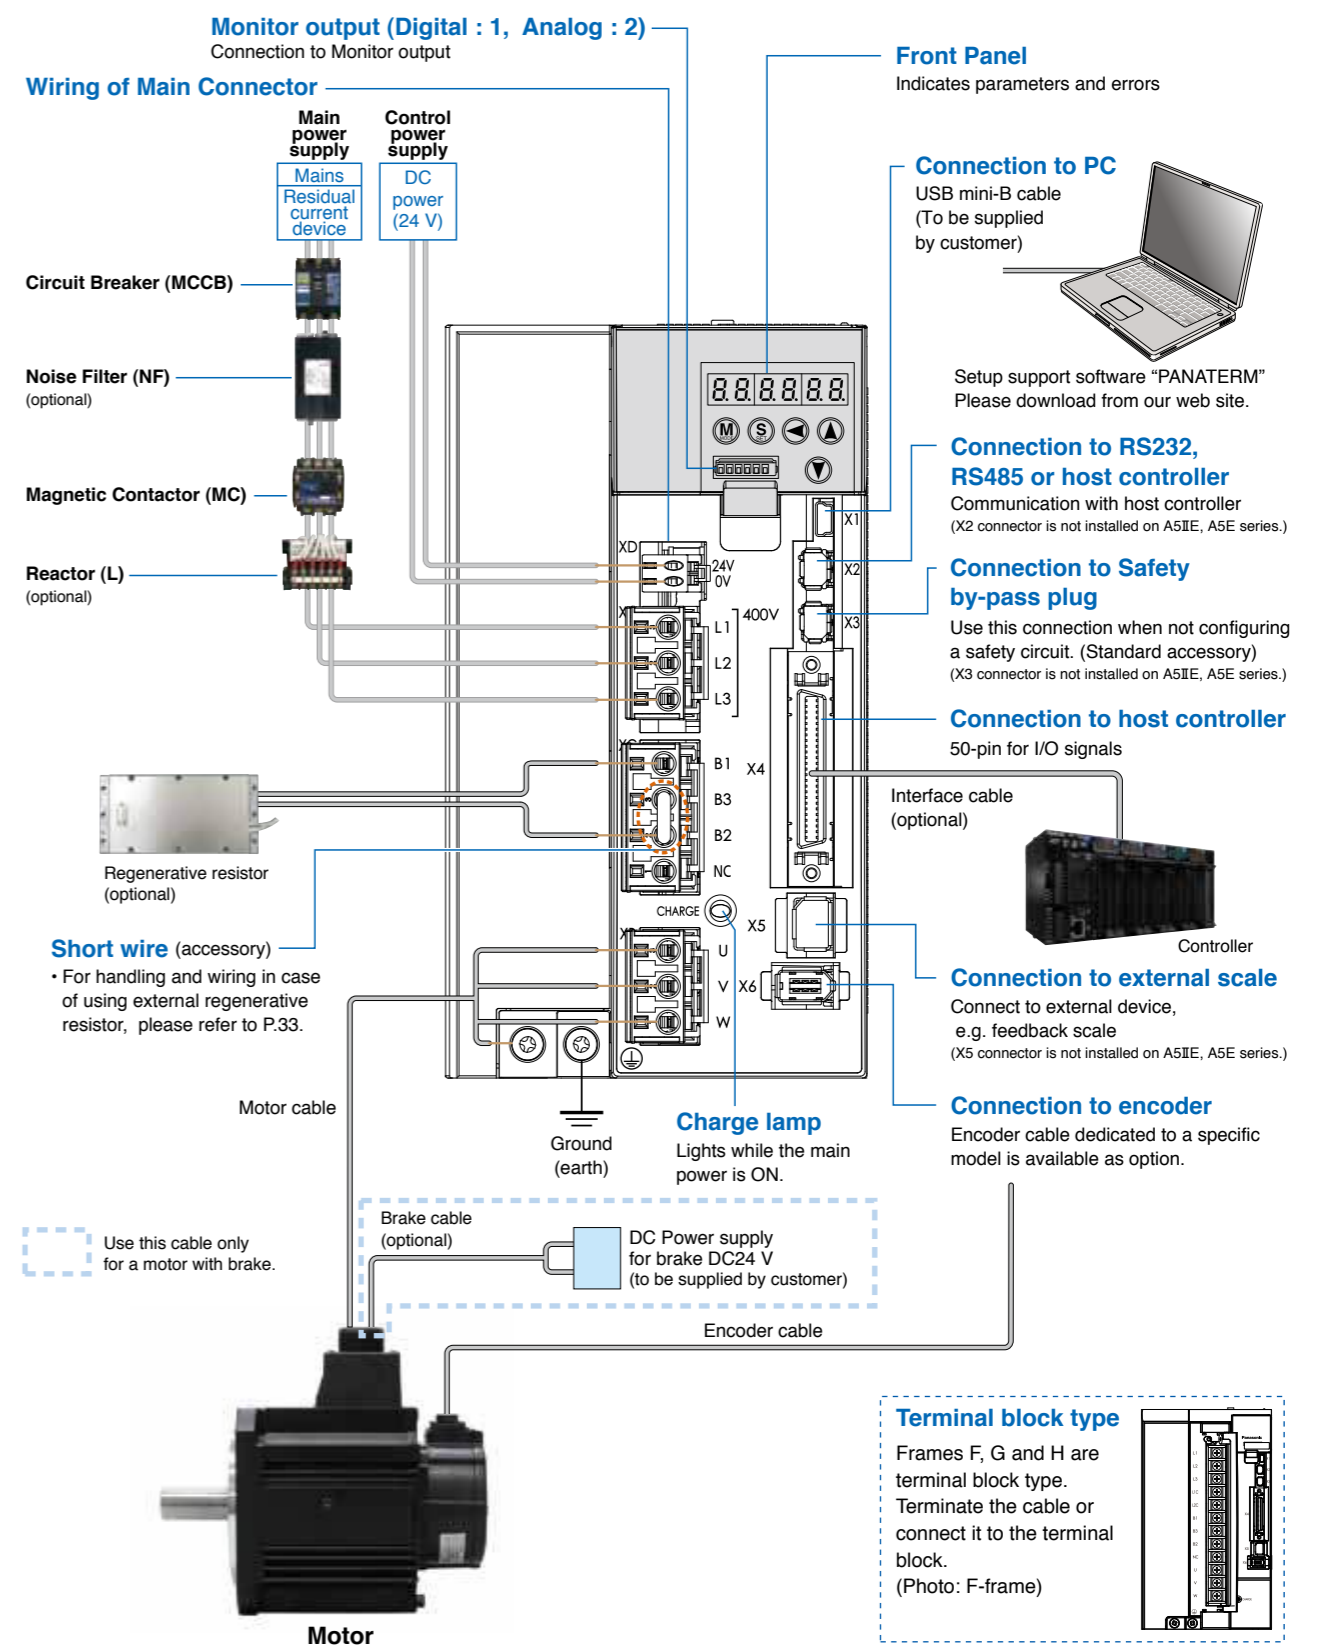 Monitor output (Digital : 1, Analog : 2)
Connection to Monitor output
Wiring of Main Connector
Main
power
supply
Mains
Residual
current
device
Control
power
supply
DC
power
(24 V)
Circuit Breaker (MCCB)
Noise Filter (NF)
(optional)
Magnetic Contactor (MC)
Reactor (L)
(optional)
Front Panel
Indicates parameters and errors
Connection to PC
USB mini-B cable
(To be supplied
by customer)
Setup support software “PANATERM”
Please download from our web site.
Connection to RS232,
RS485 or host controller
Communication with host controller
(X2 connector is not installed on A5ⅡE, A5E series.)
Connection to Safety
by-pass plug
Use this connection when not configuring
a safety circuit. (Standard accessory)
(X3 connector is not installed on A5ⅡE, A5E series.)
Connection to host controller
50-pin for I/O signals
Interface cable
(optional)
Controller
Connection to external scale
Connect to external device,
e.g. feedback scale
(X5 connector is not installed on A5ⅡE, A5E series.)
Connection to encoder
Encoder cable dedicated to a specific
model is available as option.
8.8.8.8.8.8.
M
S
SET
X1
X2
X3
X4
X5
X6
XD
24V
0V
400V
L1
L2
L3
B1
B3
B2
NC
CHARGE
U
V
W
Regenerative resistor
(optional)
Short wire (accessory)
• For handling and wiring in case
of using external regenerative
resistor, please refer to P.33.
Motor cable
Ground
(earth)
Charge lamp
Lights while the main
power is ON.
Use this cable only
for a motor with brake.
Brake cable
(optional)
DC Power supply
for brake DC24 V
(to be supplied by customer)
Encoder cable
Motor
Terminal block type
Frames F, G and H are
terminal block type.
Terminate the cable or
connect it to the terminal
block.
(Photo: F-frame)
Panasonic